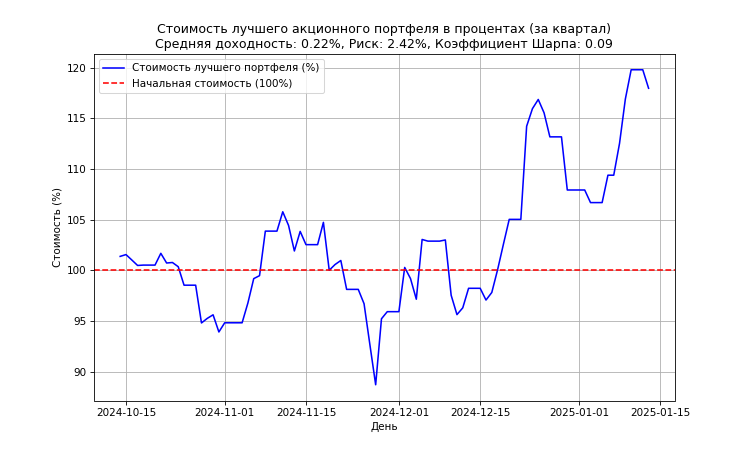 Стоимость лучшего акционного портфеля в процентах (за квартал)
Средняя доходность: 0.22%, Риск: 2.42%, Коэффициент Шарпа: 0.09
Стоимость лучшего портфеля (%)
Начальная стоимость (100%)
Стоимость (%)
120
115
110
105
100
95
90
2024-10-15
2024-11-01
2024-11-15
2024-12-01
2024-12-15
2025-01-01
2025-01-15
День